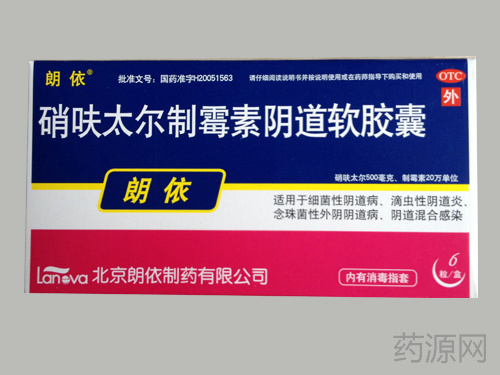 朗依®
批准文号：国药准字H20051563
请仔细阅读说明书并按说明使用或在药师指导下购买和使用
OTC
外
硝呋太尔制霉素阴道软胶囊
硝呋太尔500毫克、制霉素20万单位
朗依
适用于细菌性阴道病、滴虫性阴道炎、
念珠菌性外阴阴道病、阴道混合感染
Lanova 北京朗依制药有限公司
内有消毒指套
6
粒/盒
药源网